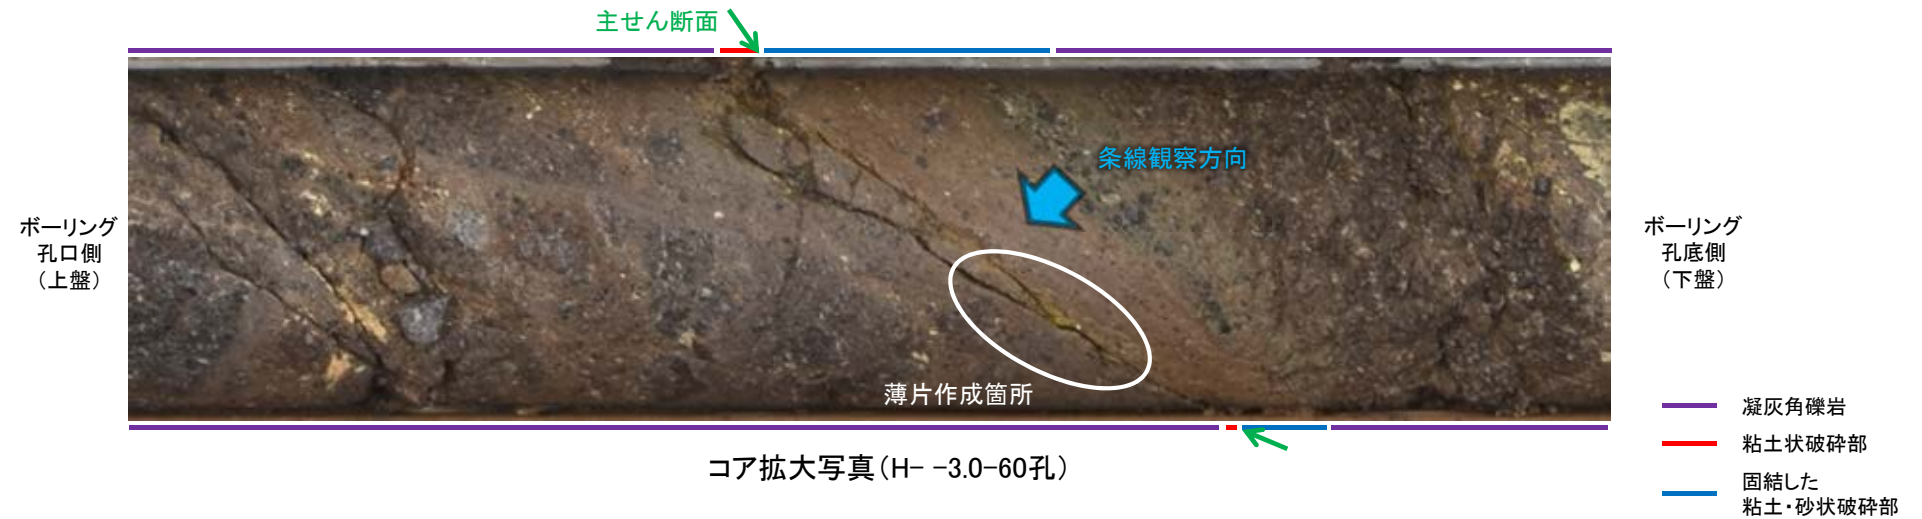 主せん断面
条線観察方向
ボーリング
孔口側
（上盤）
ボーリング
孔底側
（下盤）
薄片作成箇所
凝灰角礫岩
粘土状破砕部
固結した
粘土・砂状破砕部
コア拡大写真（H- -3.0-60孔）